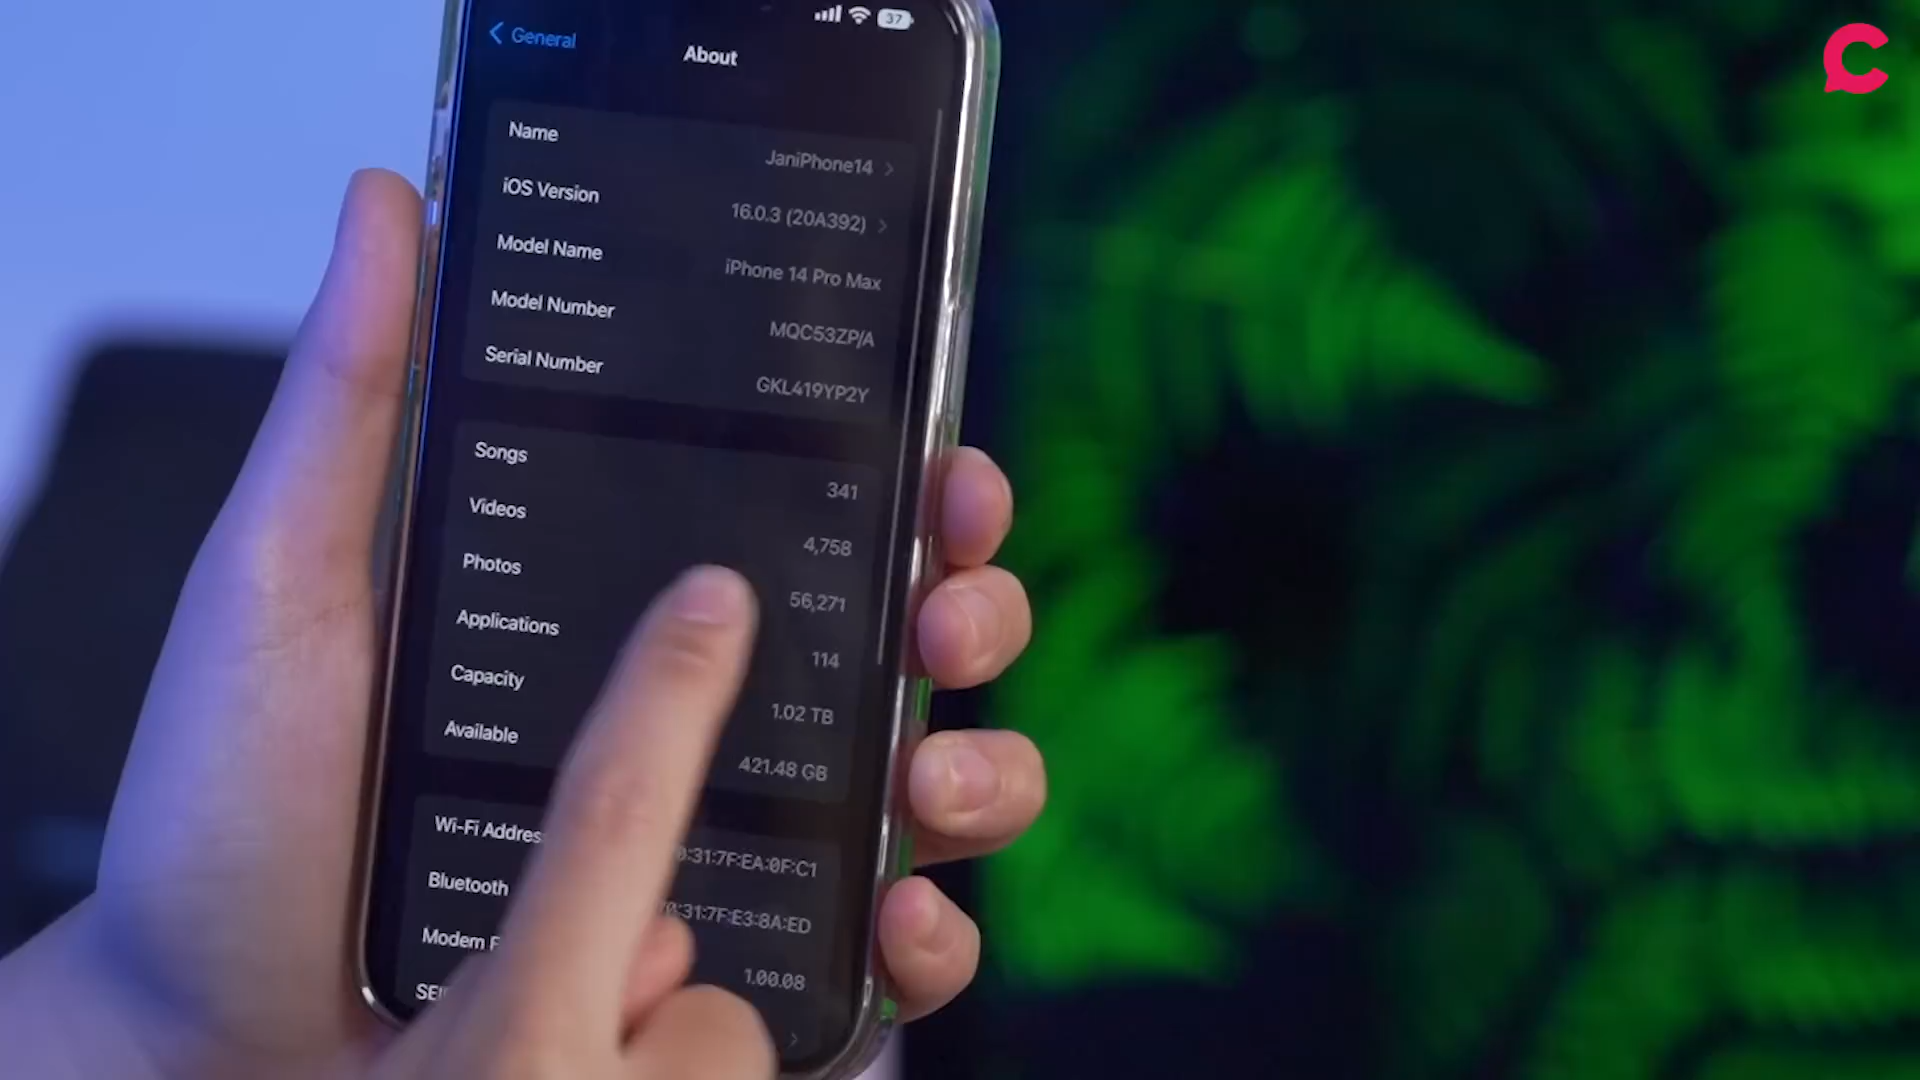 37
General
About
Name
JaniPhone14
iOS Version
16.0.3 (20A392)
Model Name
iPhone 14 Pro Max
Model Number
MQC53ZP/A
Serial Number
GKL419YP2Y
Songs
341
Videos
4,758
Photos
56,271
Applications
114
Capacity
1.02 TB
Available
421.48 GB
Wi-Fi Addres
:31:7F:EA:0F:C1
Bluetooth
:31:7F:E3:8A:ED
Modem F
1.00.08
SEI